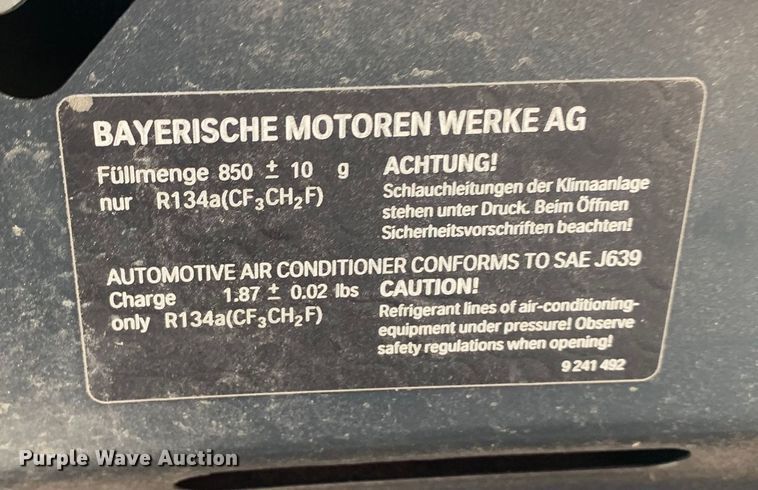 BAYERISCHE MOTOREN WERKE AG
Füllmenge 850 ± 10 g
nur R134a(CF₃CH₂F)
ACHTUNG!
Schlauchleitungen der Klimaanlage
stehen unter Druck. Beim Öffnen
Sicherheitsvorschriften beachten!
AUTOMOTIVE AIR CONDITIONER CONFORMS TO SAE J639
Charge 1.87 ± 0.02 lbs
only R134a(CF₃CH₂F)
CAUTION!
Refrigerant lines of air-conditioning-
equipment under pressure! Observe
safety regulations when opening!
9 241 492
Purple Wave Auction